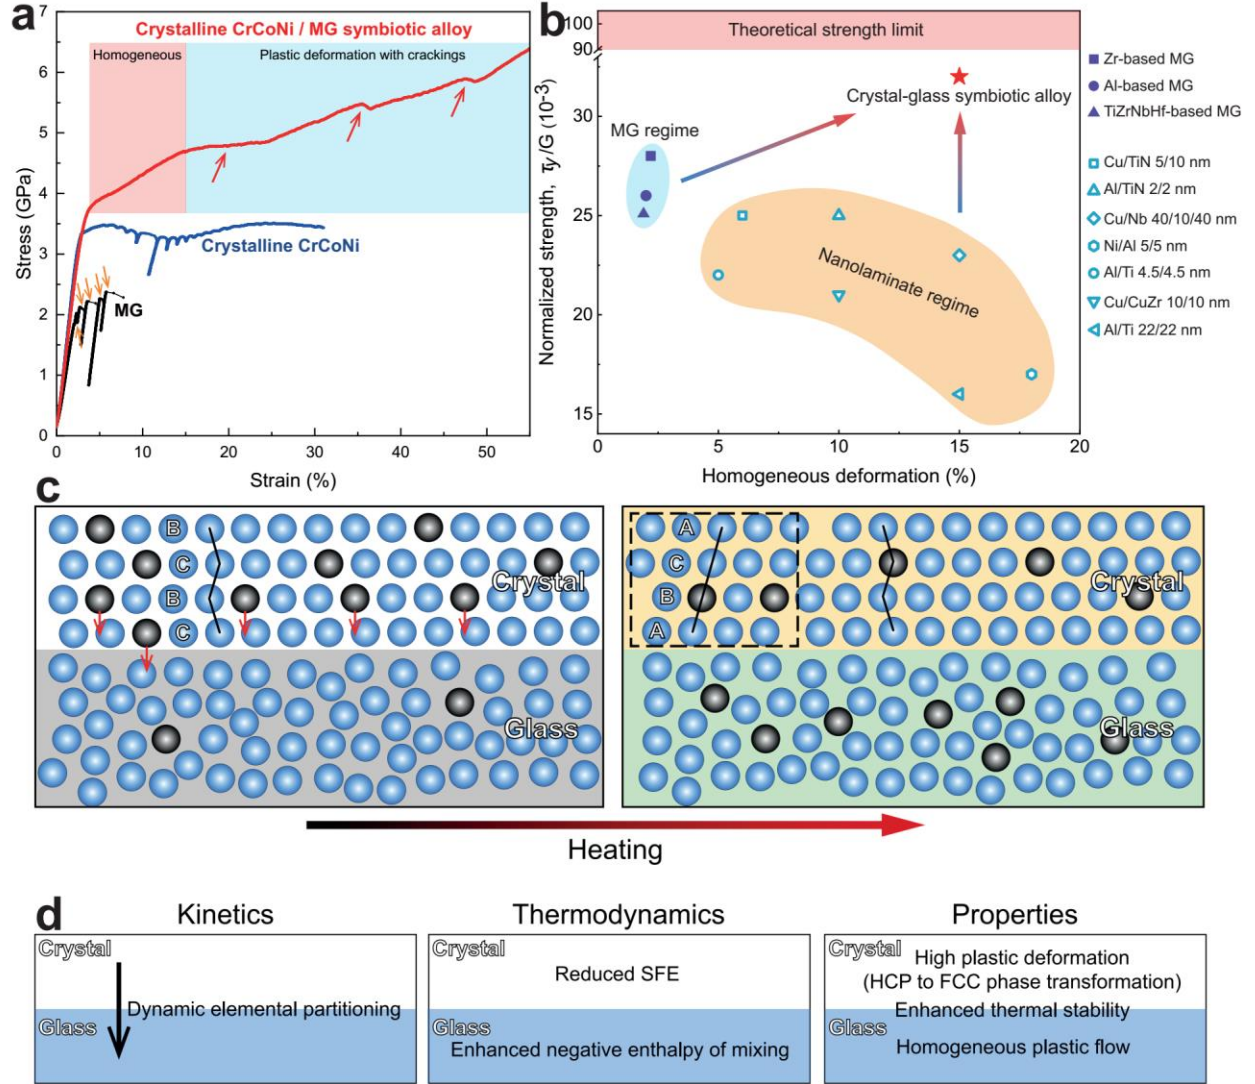 a
Crystalline CrCoNi / MG symbiotic alloy
Homogeneous
Plastic deformation with crackings
Crystalline CrCoNi
MG
Stress (GPa)
7
6
5
4
3
2
1
0
0 10 20 30 40 50
Strain (%)
b
Theoretical strength limit
Crystal-glass symbiotic alloy
MG regime
Nanolaminate regime
Normalized strength, τy/G (10-3)
100
90
30
25
20
15
0 5 10 15 20
Homogeneous deformation (%)
Zr-based MG
Al-based MG
TiZrNbHf-based MG
Cu/TiN 5/10 nm
Al/TiN 2/2 nm
Cu/Nb 40/10/40 nm
Ni/Al 5/5 nm
Al/Ti 4.5/4.5 nm
Cu/CuZr 10/10 nm
Al/Ti 22/22 nm
c
B
C
B
C
Crystal
Glass
A
C
B
A
Crystal
Glass
Heating
d
Kinetics
Crystal
Dynamic elemental partitioning
Glass
Thermodynamics
Crystal
Reduced SFE
Glass
Enhanced negative enthalpy of mixing
Properties
Crystal
High plastic deformation
(HCP to FCC phase transformation)
Enhanced thermal stability
Glass
Homogeneous plastic flow